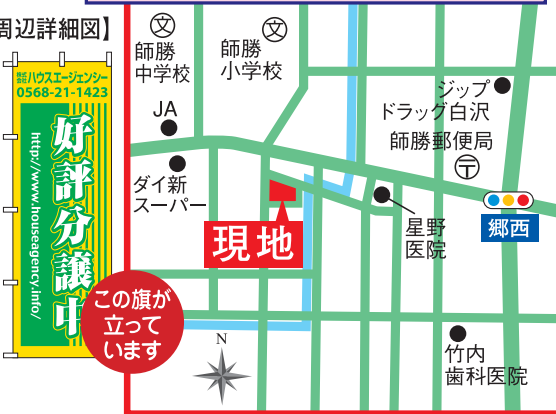 周辺詳細図】
株式会社ハウスエージェンシー
0568-21-1423
好評分譲中
http://www.houseagency.info/
この旗が
立って
います
文
師勝
中学校
文
師勝
小学校
JA
ダイ新
スーパー
現地
ジップ
ドラッグ白沢
師勝郵便局
〒
郷西
星野
医院
竹内
歯科医院
N